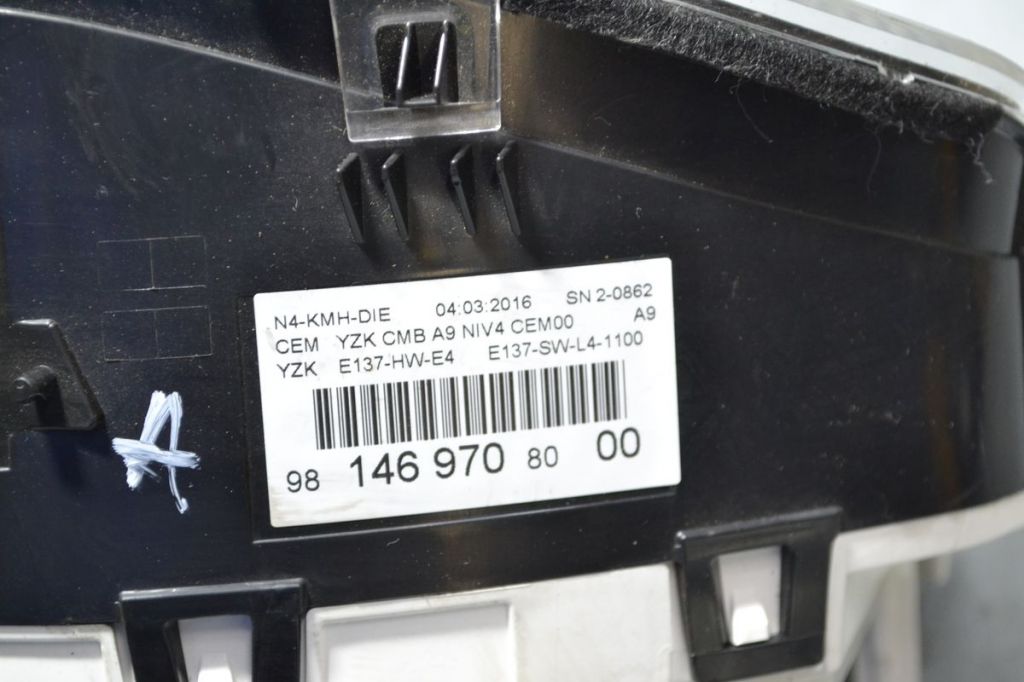 N4-KMH-DIE 04:03:2016 SN 2-0862
CEM YZK CMB A9 NIV4 CEM00 A9
YZK E137-HW-E4 E137-SW-L4-1100
98 146 970 80 00
A